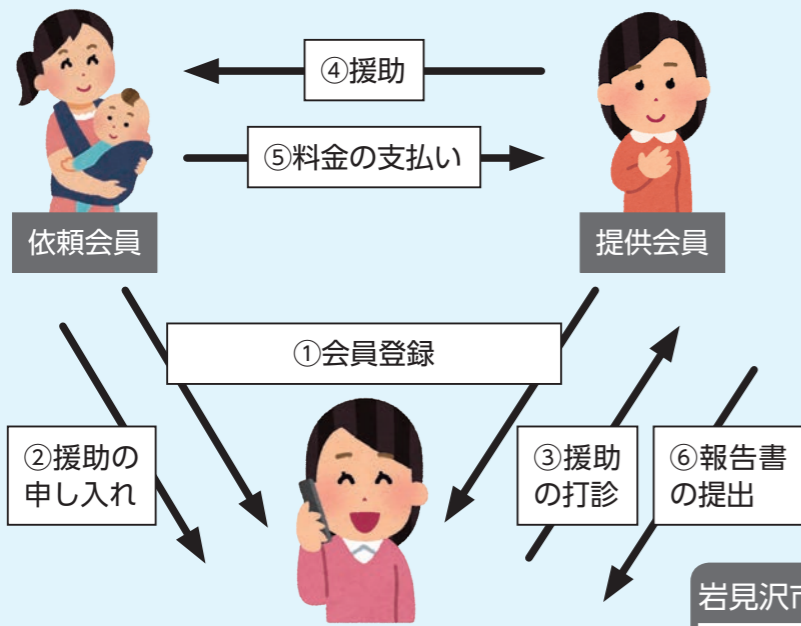 ④援助
⑤料金の支払い
依頼会員
提供会員
①会員登録
②援助の
申し入れ
③援助
の打診
⑥報告書
の提出
岩見沢市